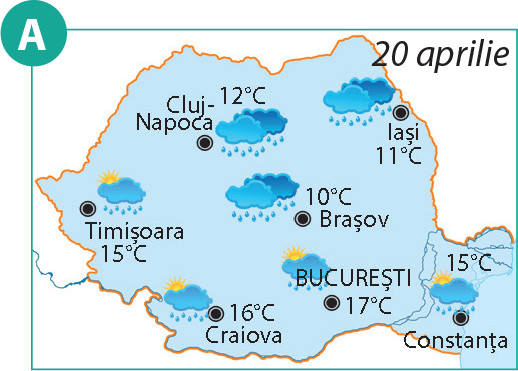 A
20 aprilie
Cluj-
Napoca
12°C
Iași
11°C
10°C
Brașov
Timișoara
15°C
BUCUREȘTI
17°C
16°C
Craiova
15°C
Constanța